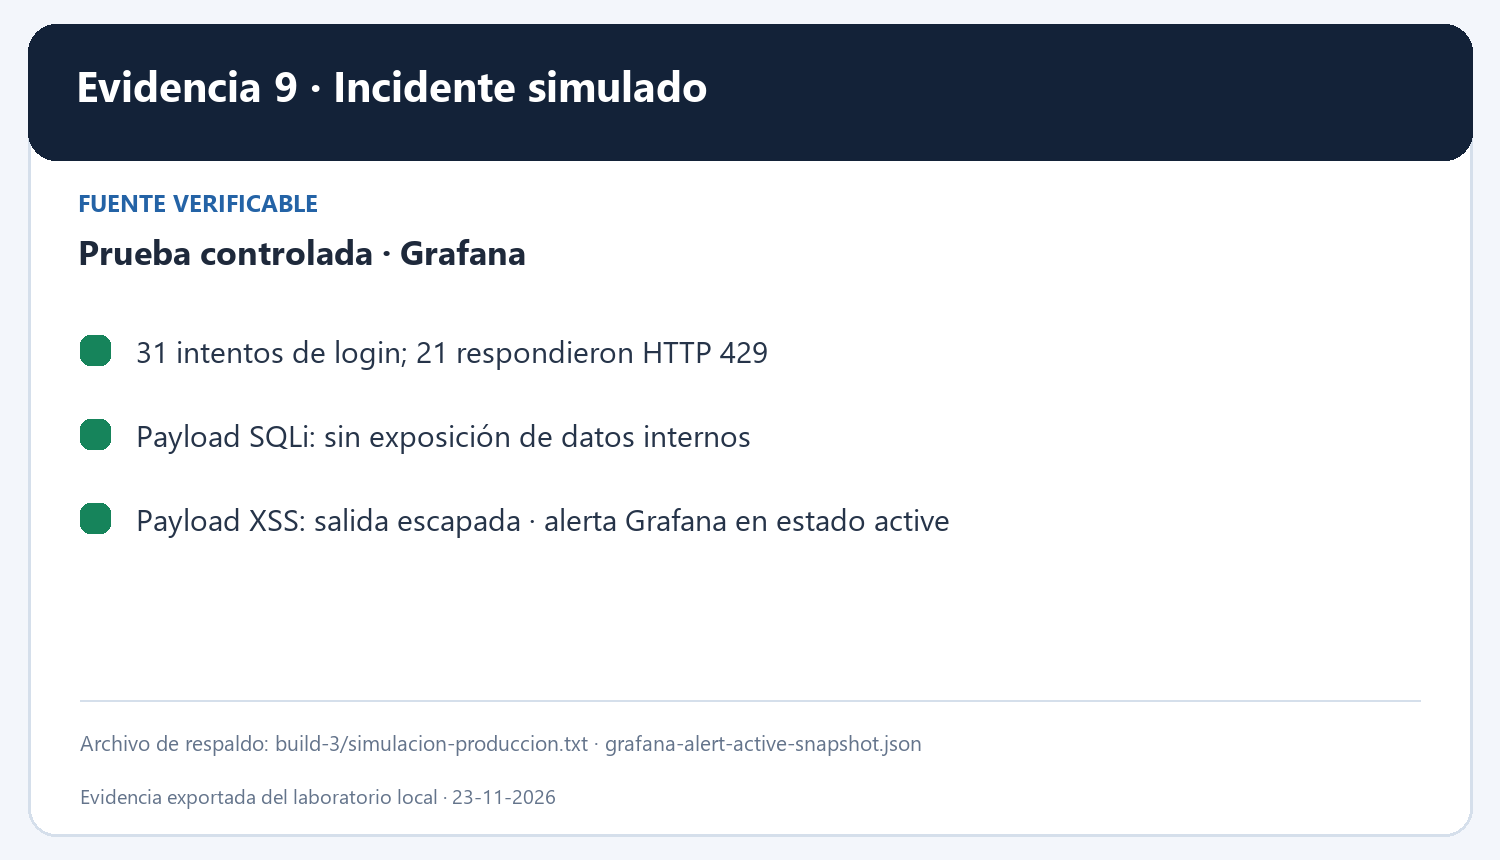 Evidencia 9 · Incidente simulado
FUENTE VERIFICABLE
Prueba controlada · Grafana
31 intentos de login; 21 respondieron HTTP 429
Payload SQLi: sin exposición de datos internos
Payload XSS: salida escapada · alerta Grafana en estado active
Archivo de respaldo: build-3/simulacion-produccion.txt · grafana-alert-active-snapshot.json
Evidencia exportada del laboratorio local · 23-11-2026